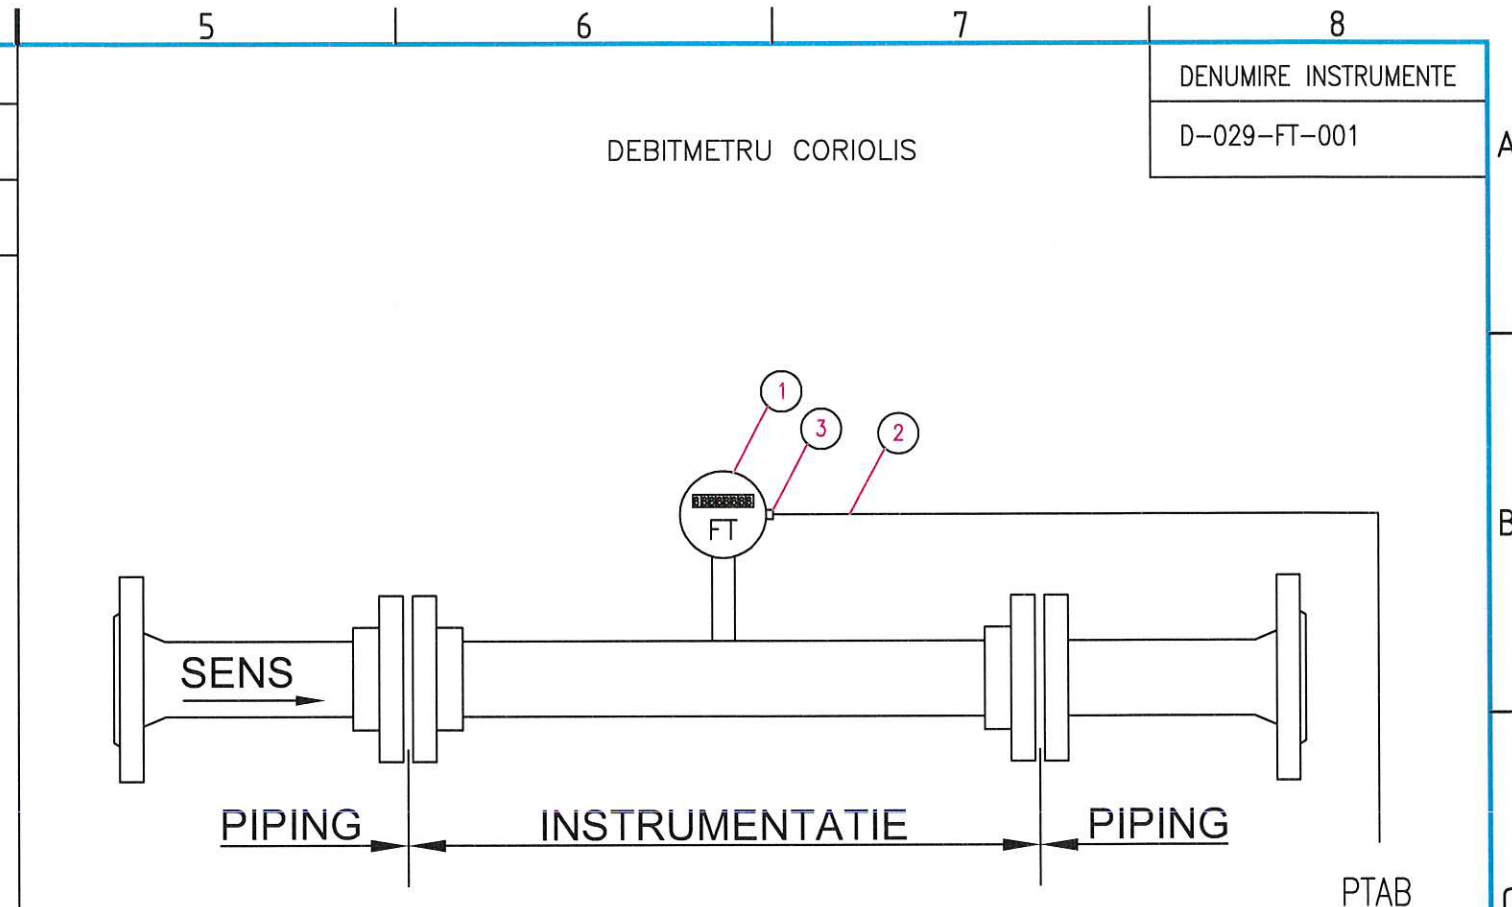 5 6 7 8
DENUMIRE INSTRUMENTE
D-029-FT-001
A
DEBITMETRU CORIOLIS
1
3
2
88888888
FT
B
SENS
PIPING INSTRUMENTATIE PIPING
PTAB